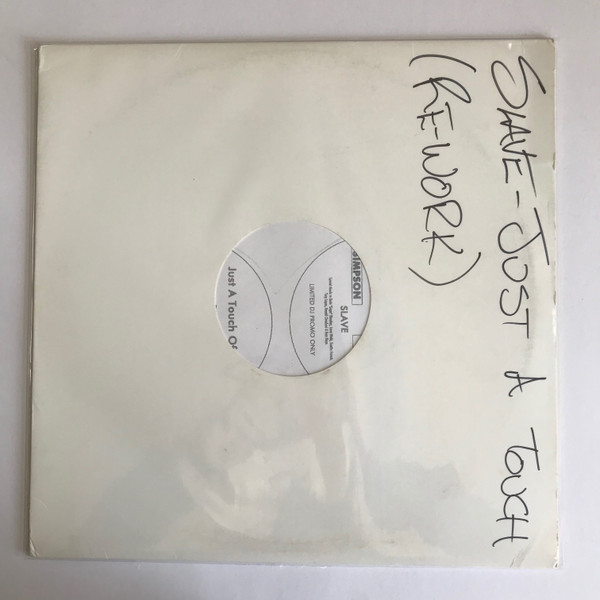 SLAVE - JUST A TOUCH
(RE-WORK)
SIMPSON
SLAVE
LIMITED DJ PROMO ONLY
Just A Touch Of